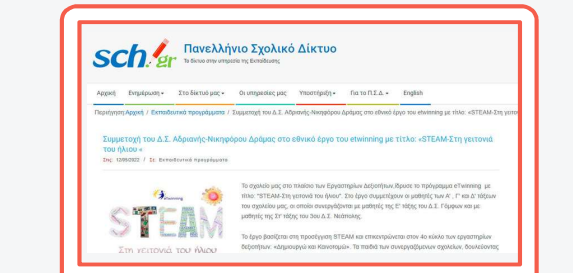 sch.gr
Πανελλήνιο Σχολικό Δίκτυο
Το δίκτυο στην υπηρεσία της Εκπαίδευσης
Αρχική Ενημέρωση Στο δίκτυό μας Οι υπηρεσίες μας Υποστήριξη Για το Π.Σ.Δ. English
Περιήγηση: Αρχική / Εκπαιδευτικά προγράμματα / Συμμετοχή του Δ.Σ. Αδριανής-Νικηφόρου Δράμας στο εθνικό έργο του etwinning με τίτλο: «STEAM-Στη γειτον
Συμμετοχή του Δ.Σ. Αδριανής-Νικηφόρου Δράμας στο εθνικό έργο του etwinning με τίτλο: «STEAM-Στη γειτονιά
του ήλιου «
Στις 12/05/2022 / Σε Εκπαιδευτικά προγράμματα
eTwinning
STEAM
Στη γειτονιά του ήλιου
Το σχολείο μας στο πλαίσιο των Εργαστηρίων Δεξιοτήτων,ίδρυσε το πρόγραμμα eTwinning με
τίτλο: "STEAM-Στη γειτονιά του ήλιου". Στο έργο συμμετέχουν οι μαθητές των Α΄, Γ΄ και Δ΄ τάξεων
του σχολείου μας, οι οποίοι συνεργάζονται με μαθητές της Ε΄ τάξης του Δ.Σ. Γόμφων και με
μαθητές της Στ΄ τάξης του 3ου Δ.Σ. Νεάπολης.
Το έργο βασίζεται στη προσέγγιση STEAM και επικεντρώνεται στον 4ο κύκλο των εργαστηρίων
δεξιοτήτων: «Δημιουργώ και Καινοτομώ». Τα παιδιά των συνεργαζόμενων σχολείων, δουλεύοντας